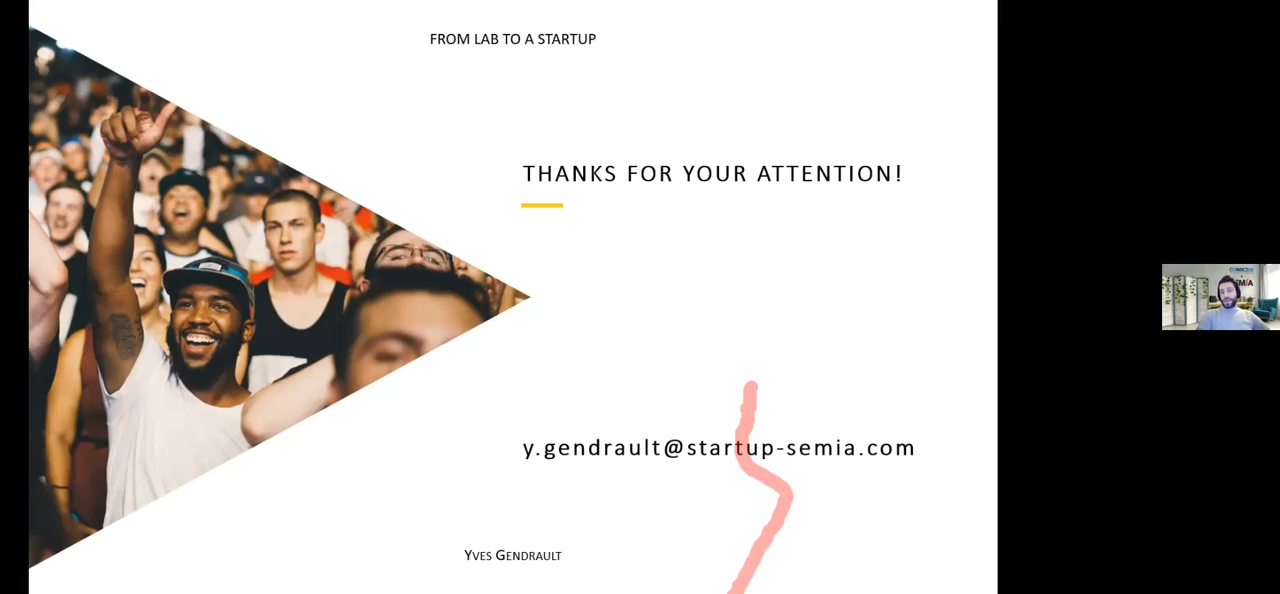 FROM LAB TO A STARTUP
THANKS FOR YOUR ATTENTION!
y.gendrault@startup-semia.com
YVES GENDRAULT